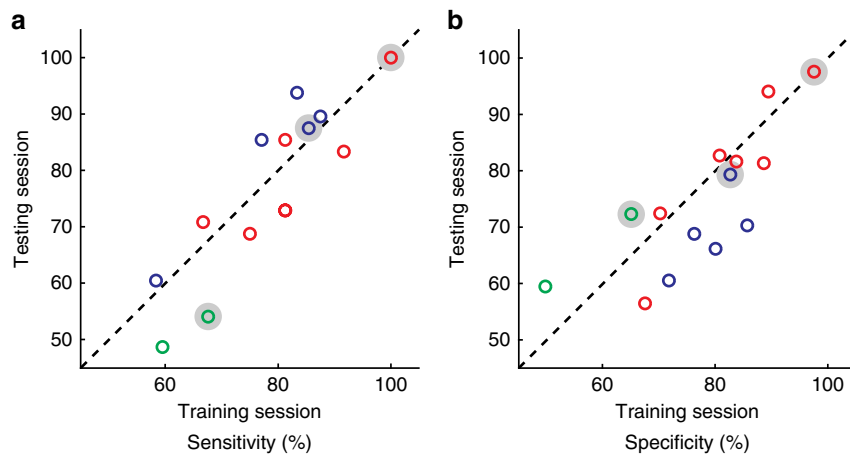 a
100
90
80
70
60
50
Testing session
60 80 100
Training session
Sensitivity (%)
b
100
90
80
70
60
50
Testing session
60 80 100
Training session
Specificity (%)